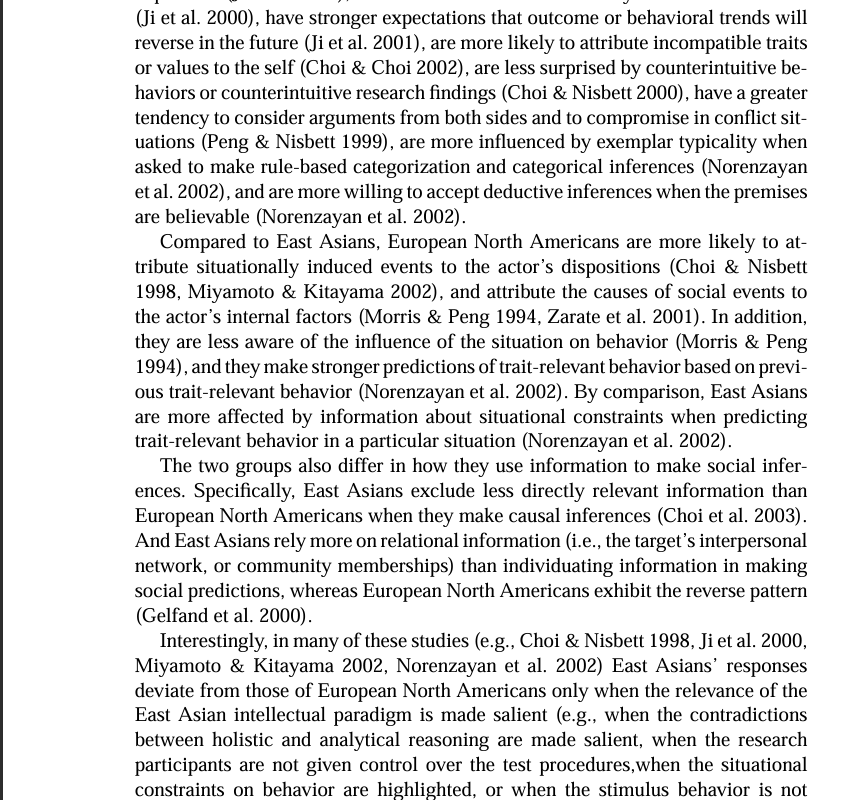 (Ji et al. 2000), have stronger expectations that outcome or behavioral trends will
reverse in the future (Ji et al. 2001), are more likely to attribute incompatible traits
or values to the self (Choi & Choi 2002), are less surprised by counterintuitive be-
haviors or counterintuitive research findings (Choi & Nisbett 2000), have a greater
tendency to consider arguments from both sides and to compromise in conflict sit-
uations (Peng & Nisbett 1999), are more influenced by exemplar typicality when
asked to make rule-based categorization and categorical inferences (Norenzayan
et al. 2002), and are more willing to accept deductive inferences when the premises
are believable (Norenzayan et al. 2002).
Compared to East Asians, European North Americans are more likely to at-
tribute situationally induced events to the actor's dispositions (Choi & Nisbett
1998, Miyamoto & Kitayama 2002), and attribute the causes of social events to
the actor's internal factors (Morris & Peng 1994, Zarate et al. 2001). In addition,
they are less aware of the influence of the situation on behavior (Morris & Peng
1994), and they make stronger predictions of trait-relevant behavior based on previ-
ous trait-relevant behavior (Norenzayan et al. 2002). By comparison, East Asians
are more affected by information about situational constraints when predicting
trait-relevant behavior in a particular situation (Norenzayan et al. 2002).
The two groups also differ in how they use information to make social infer-
ences. Specifically, East Asians exclude less directly relevant information than
European North Americans when they make causal inferences (Choi et al. 2003).
And East Asians rely more on relational information (i.e., the target's interpersonal
network, or community memberships) than individuating information in making
social predictions, whereas European North Americans exhibit the reverse pattern
(Gelfand et al. 2000).
Interestingly, in many of these studies (e.g., Choi & Nisbett 1998, Ji et al. 2000,
Miyamoto & Kitayama 2002, Norenzayan et al. 2002) East Asians' responses
deviate from those of European North Americans only when the relevance of the
East Asian intellectual paradigm is made salient (e.g., when the contradictions
between holistic and analytical reasoning are made salient, when the research
participants are not given control over the test procedures,when the situational
constraints on behavior are highlighted, or when the stimulus behavior is not